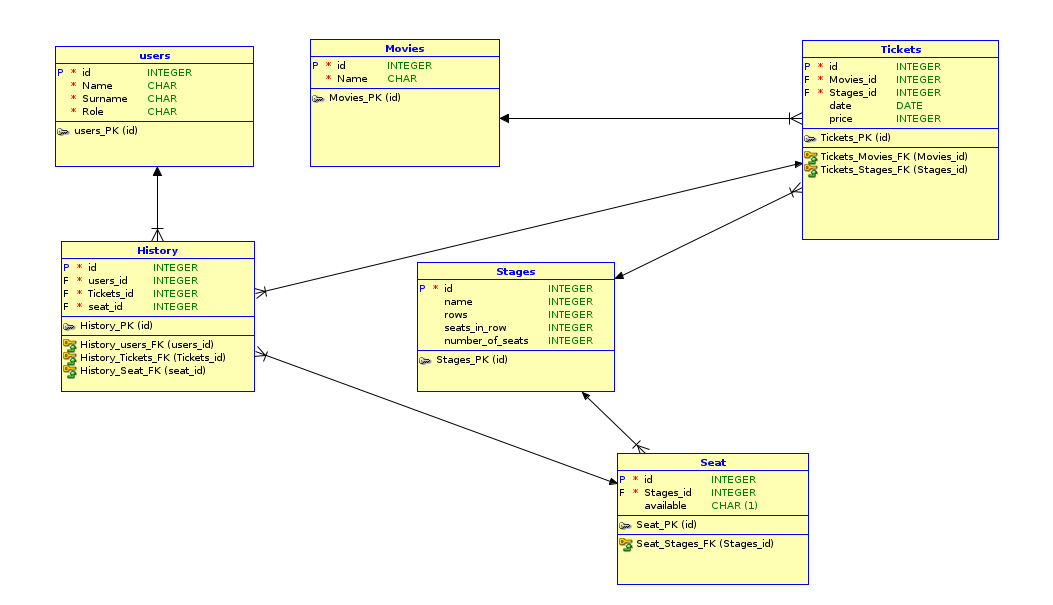 users
P * id INTEGER
* Name CHAR
* Surname CHAR
* Role CHAR
users_PK (id)
Movies
P * id INTEGER
* Name CHAR
Movies_PK (id)
Tickets
P * id INTEGER
F * Movies_id INTEGER
F * Stages_id INTEGER
date DATE
price INTEGER
Tickets_PK (id)
Tickets_Movies_FK (Movies_id)
Tickets_Stages_FK (Stages_id)
History
P * id INTEGER
F * users_id INTEGER
F * Tickets_id INTEGER
F * seat_id INTEGER
History_PK (id)
History_users_FK (users_id)
History_Tickets_FK (Tickets_id)
History_Seat_FK (seat_id)
Stages
P * id INTEGER
name INTEGER
rows INTEGER
seats_in_row INTEGER
number_of_seats INTEGER
Stages_PK (id)
Seat
P * id INTEGER
F * Stages_id INTEGER
available CHAR (1)
Seat_PK (id)
Seat_Stages_FK (Stages_id)